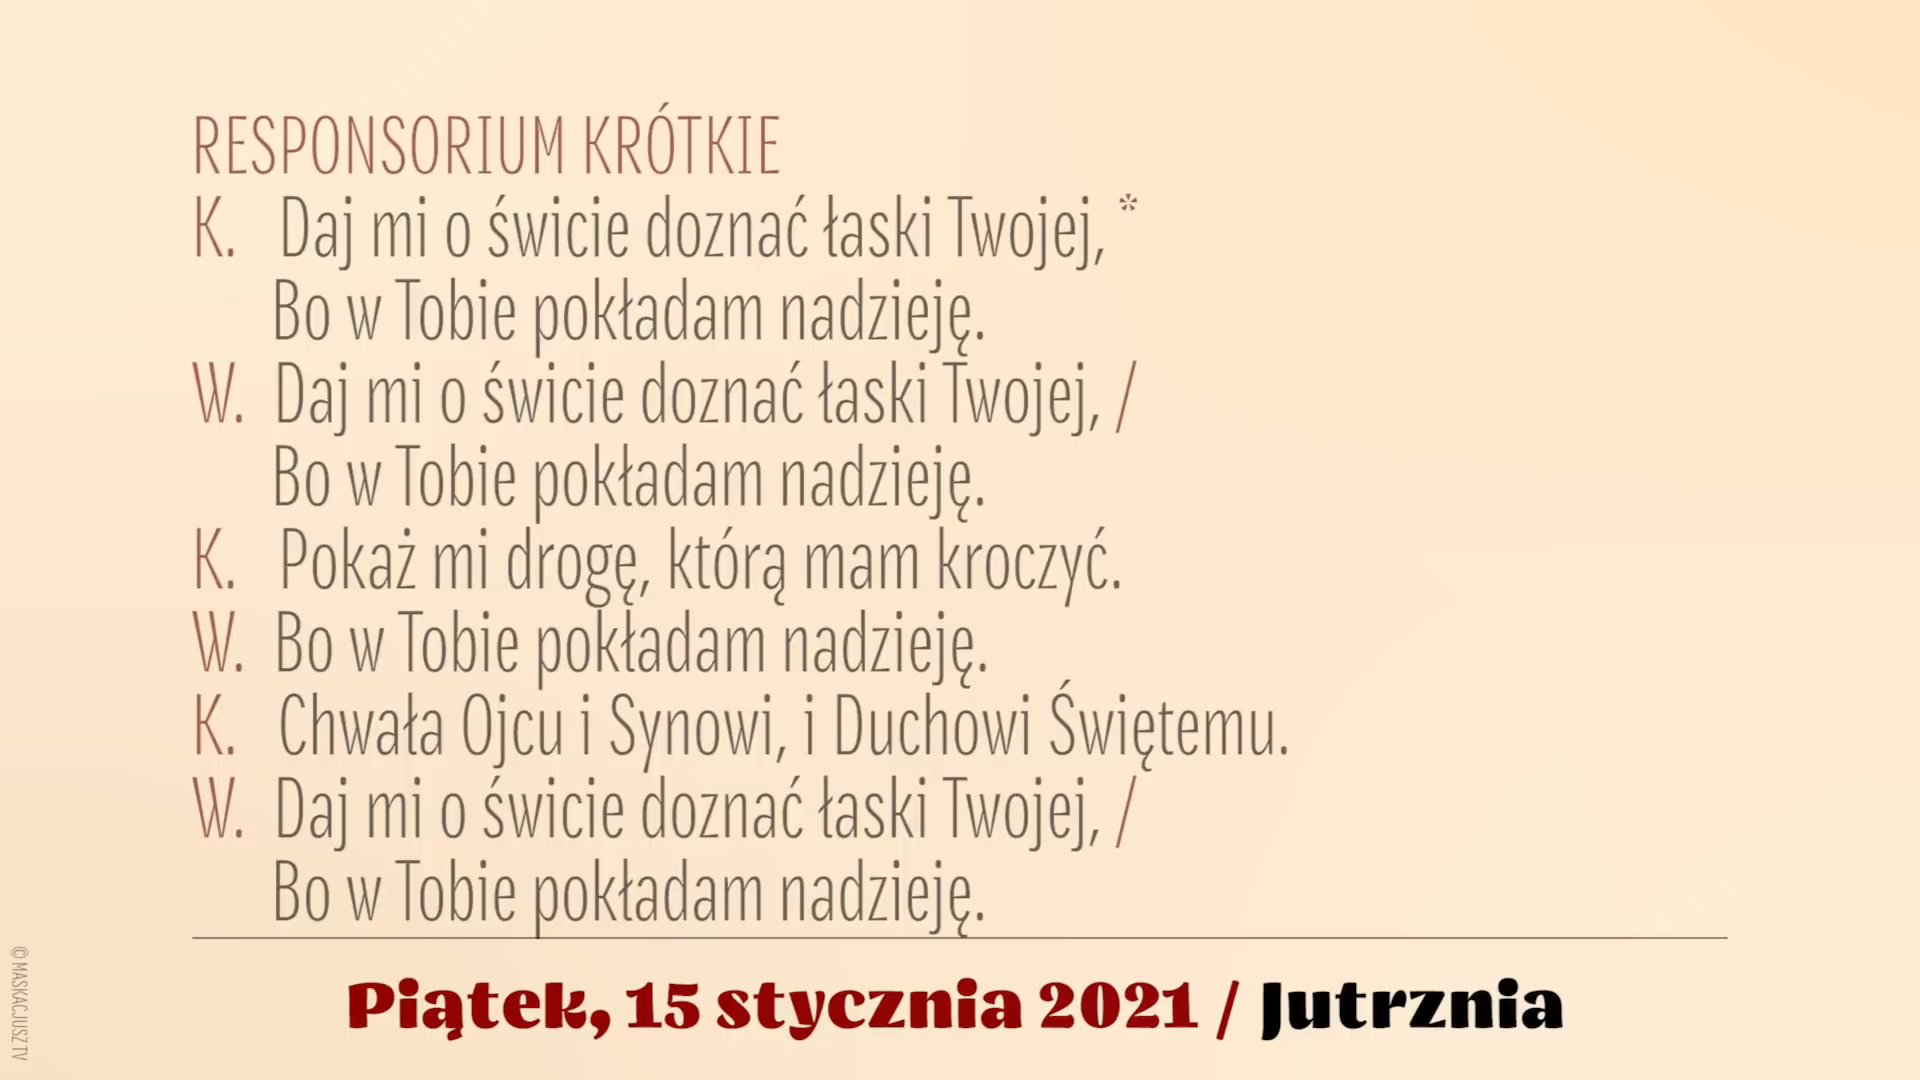 RESPONSORIUM KRÓTKIE
K. Daj mi o świcie doznać łaski Twojej, *
Bo w Tobie pokładam nadzieję.
W. Daj mi o świcie doznać łaski Twojej, /
Bo w Tobie pokładam nadzieję.
K. Pokaż mi drogę, którą mam kroczyć.
W. Bo w Tobie pokładam nadzieję.
K. Chwała Ojcu i Synowi, i Duchowi Świętemu.
W. Daj mi o świcie doznać łaski Twojej, /
Bo w Tobie pokładam nadzieję.
Piątek, 15 stycznia 2021 / Jutrznia
© MASKACJUSZ TV